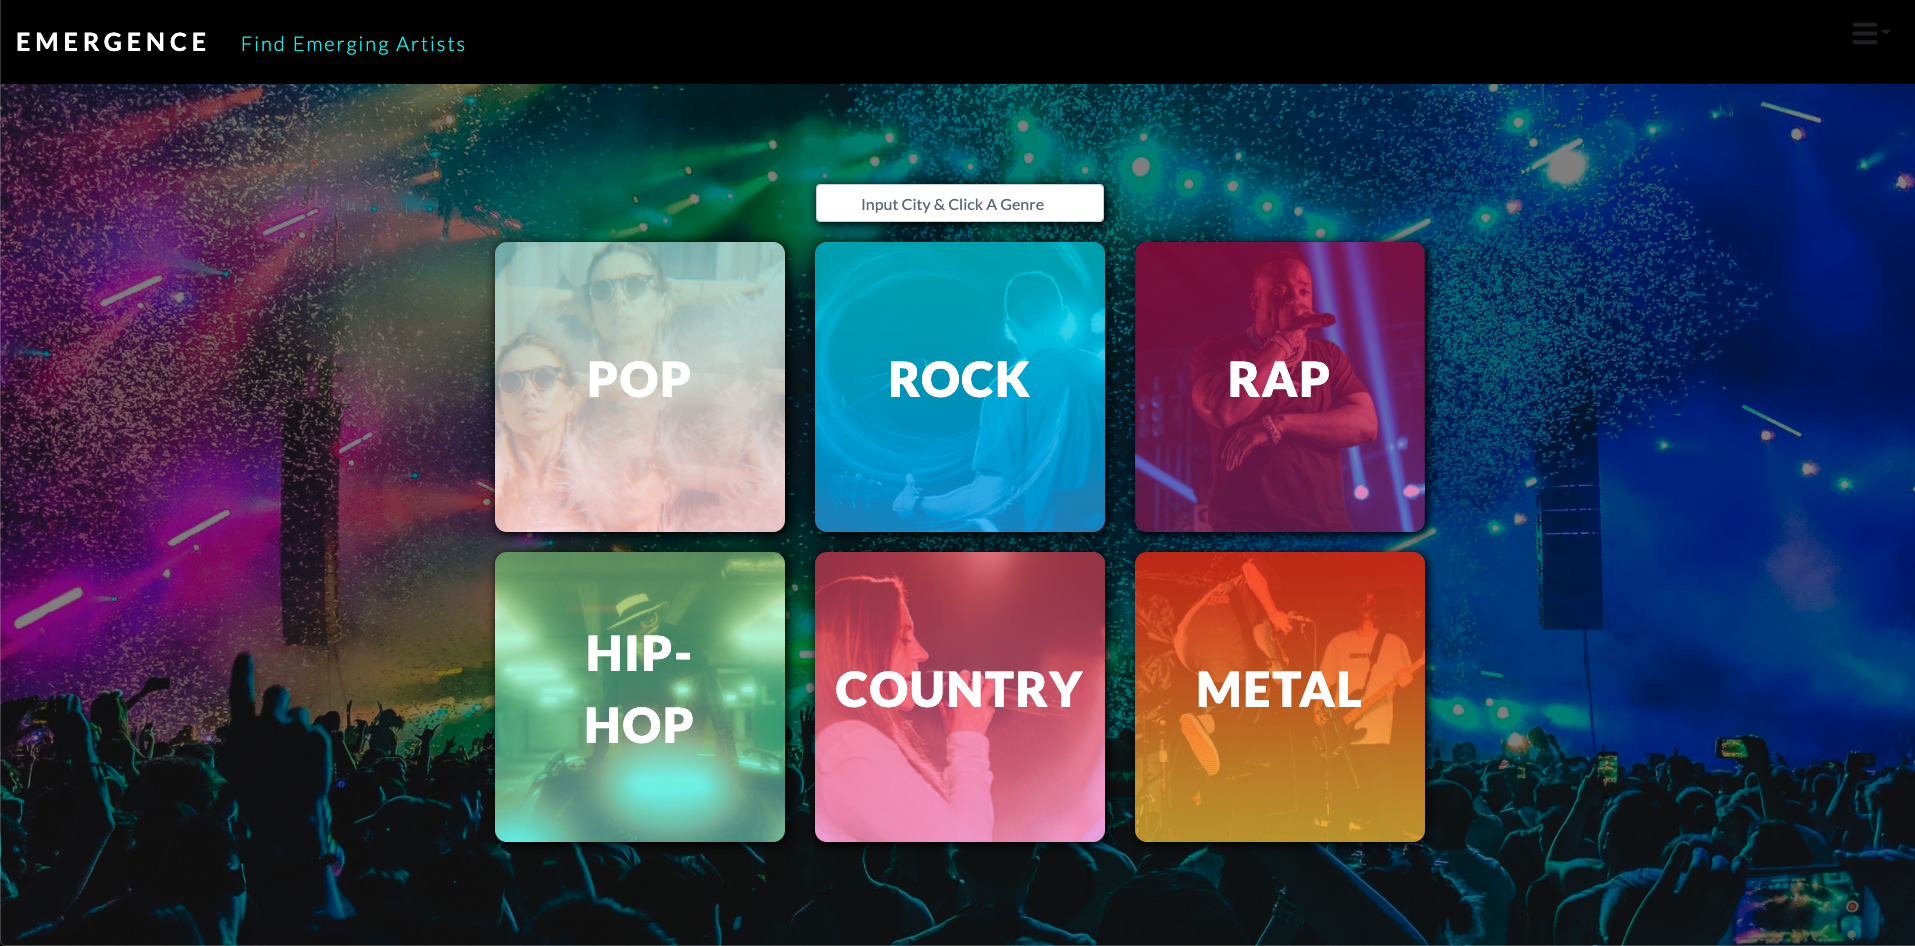 EMERGENCE Find Emerging Artists
Input City & Click A Genre
POP
ROCK
RAP
HIP-
HOP
COUNTRY
METAL